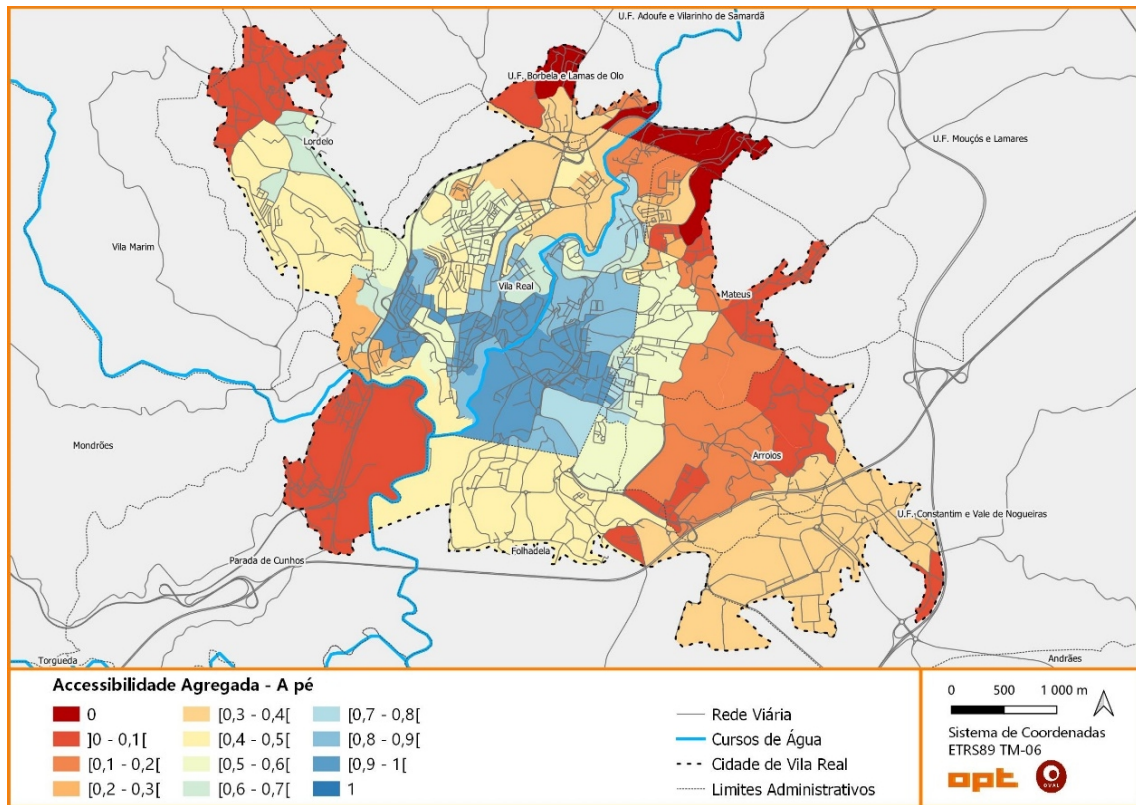 U.F. Adoufe e Vilarinho de Samardã
U.F. Borbela e Lamas de Olo
U.F. Mouçós e Lamares
Lordelo
Vila Marim
Vila Real
Mateus
Mondrões
Arroios
U.F. Constantim e Vale de Nogueiras
Folhadela
Parada de Cunhos
Torgueda
Andrães
Accessibilidade Agregada - A pé
0
]0 - 0,1[
[0,1 - 0,2[
[0,2 - 0,3[
[0,3 - 0,4[
[0,4 - 0,5[
[0,5 - 0,6[
[0,6 - 0,7[
[0,7 - 0,8[
[0,8 - 0,9[
[0,9 - 1[
1
Rede Viária
Cursos de Água
Cidade de Vila Real
Limites Administrativos
0 500 1 000 m
Sistema de Coordenadas
ETRS89 TM-06
opt
OVAL